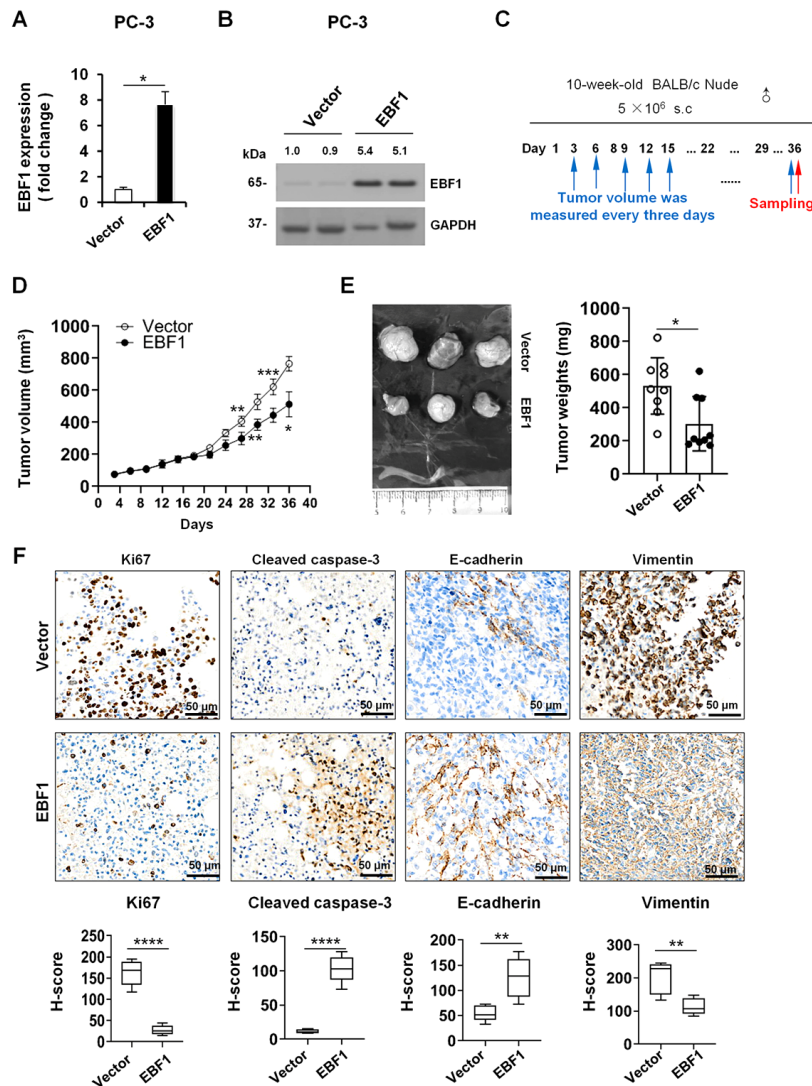 A
PC-3
EBF1 expression
( fold change )
10
8
6
4
2
0
*
Vector
EBF1
B
PC-3
Vector
EBF1
kDa
1.0 0.9 5.4 5.1
65-
EBF1
37-
GAPDH
C
10-week-old BALB/c Nude ♂
5 ×10⁶ s.c
Day 1 3 6 8 9 12 15 ... 22 ... 29 ... 36
......
Tumor volume was
measured every three days
Sampling
D
Tumor volume (mm³)
1000
800
600
400
200
0
Vector
EBF1
**
***
**
*
0 4 8 12 16 20 24 28 32 36 40
Days
E
Vector
EBF1
5 6 7 8 9 10
Tumor weights (mg)
1000
800
600
400
200
0
*
Vector
EBF1
F
Ki67
Cleaved caspase-3
E-cadherin
Vimentin
Vector
50 µm
50 µm
50 µm
50 µm
EBF1
50 µm
50 µm
50 µm
50 µm
Ki67
H-score
250
200
150
100
50
0
****
Vector
EBF1
Cleaved caspase-3
H-score
150
100
50
0
****
Vector
EBF1
E-cadherin
H-score
200
150
100
50
0
**
Vector
EBF1
Vimentin
H-score
300
200
100
0
**
Vector
EBF1